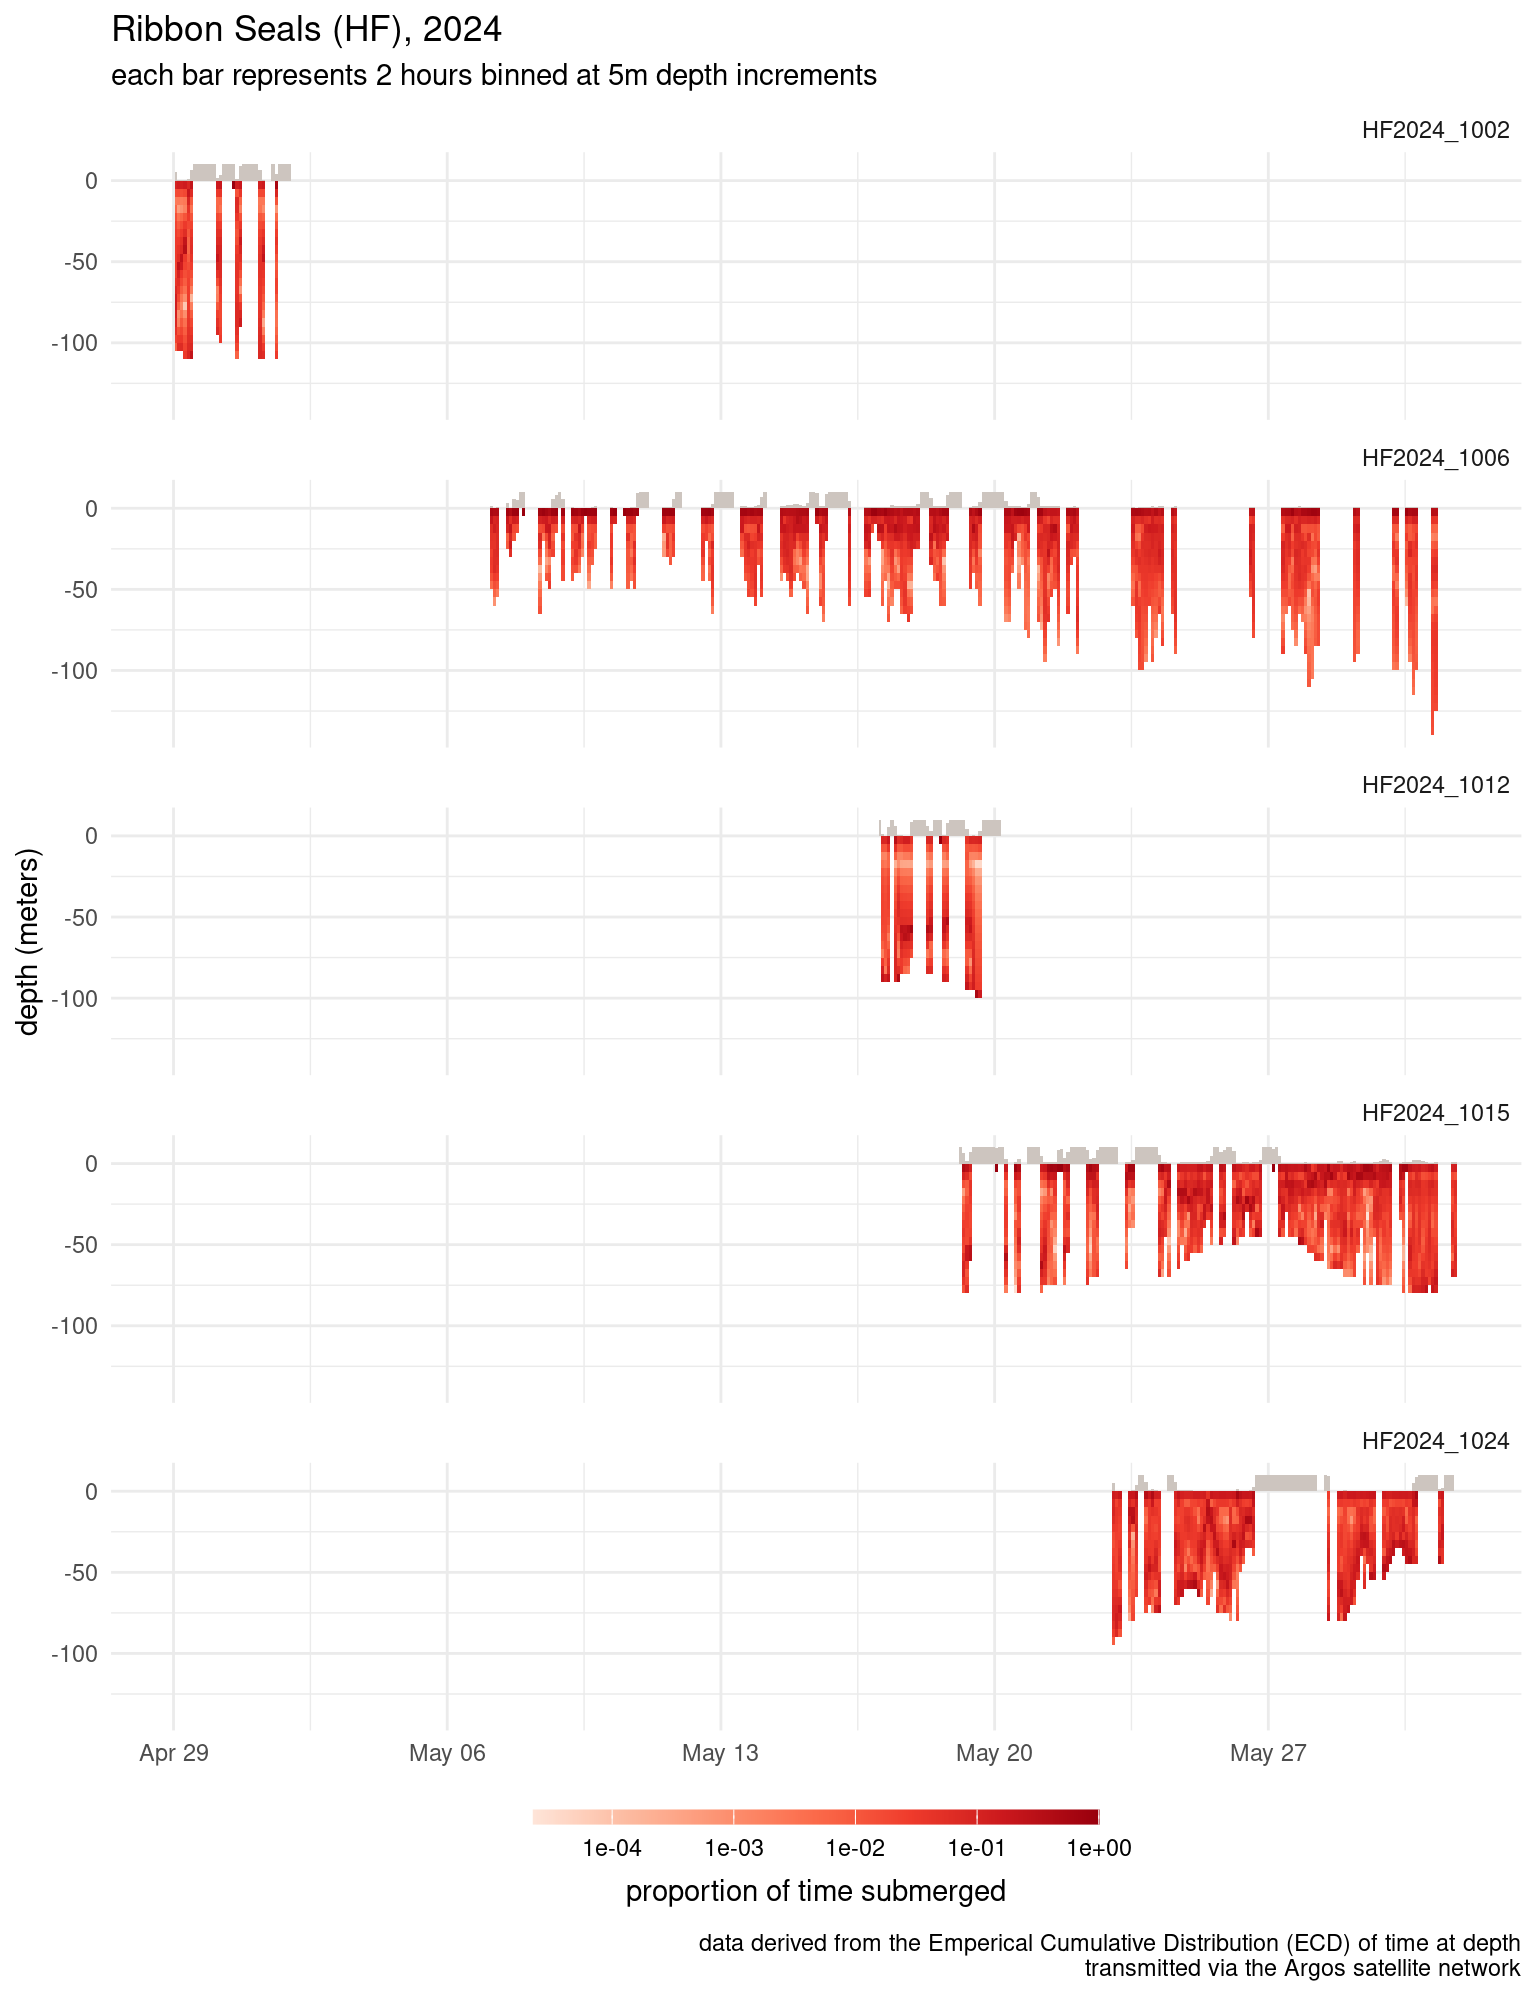 Ribbon Seals (HF), 2024
each bar represents 2 hours binned at 5m depth increments
HF2024_1002
0
-50
-100
HF2024_1006
0
-50
-100
HF2024_1012
0
-50
-100
depth (meters)
HF2024_1015
0
-50
-100
HF2024_1024
0
-50
-100
Apr 29 May 06 May 13 May 20 May 27
1e-04 1e-03 1e-02 1e-01 1e+00
proportion of time submerged
data derived from the Emperical Cumulative Distribution (ECD) of time at depth
transmitted via the Argos satellite network